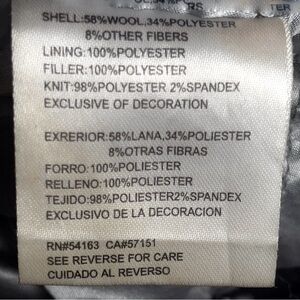 SHELL:58%WOOL,34%POLYESTER
8%OTHER FIBERS
LINING:100%POLYESTER
FILLER:100%POLYESTER
KNIT:98%POLYESTER 2%SPANDEX
EXCLUSIVE OF DECORATION
EXRERIOR:58%LANA,34%POLIESTER
8%OTRAS FIBRAS
FORRO:100%POLIESTER
RELLENO:100%POLIESTER
TEJIDO:98%POLIESTER2%SPANDEX
EXCLUSIVO DE LA DECORACION
RN#54163 CA#57151
SEE REVERSE FOR CARE
CUIDADO AL REVERSO